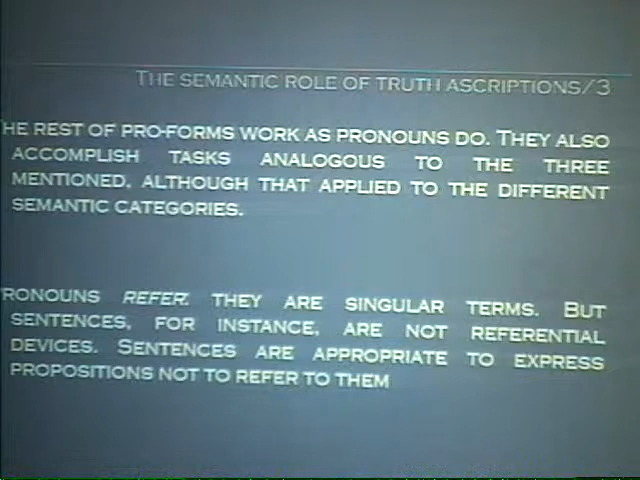 THE SEMANTIC ROLE OF TRUTH ASCRIPTIONS/3
HE REST OF PRO-FORMS WORK AS PRONOUNS DO. THEY ALSO
ACCOMPLISH TASKS ANALOGOUS TO THE THREE
MENTIONED, ALTHOUGH THAT APPLIED TO THE DIFFERENT
SEMANTIC CATEGORIES.
RONOUNS REFER. THEY ARE SINGULAR TERMS. BUT
SENTENCES, FOR INSTANCE, ARE NOT REFERENTIAL
DEVICES. SENTENCES ARE APPROPRIATE TO EXPRESS
PROPOSITIONS NOT TO REFER TO THEM